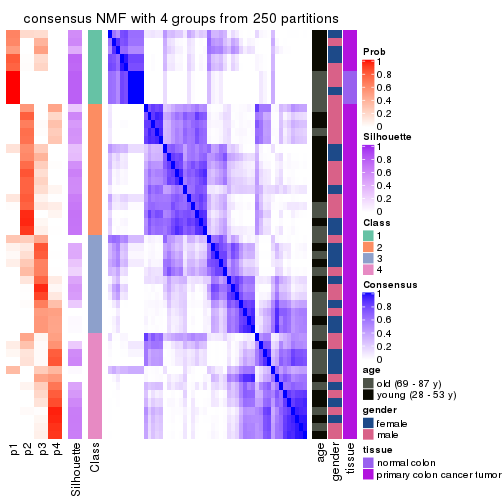 consensus NMF with 4 groups from 250 partitions
Prob
1
0.8
0.6
0.4
0.2
0
Silhouette
1
0.8
0.6
0.4
0.2
0
Class
1
2
3
4
Consensus
1
0.8
0.6
0.4
0.2
0
age
old (69 - 87 y)
young (28 - 53 y)
gender
female
male
tissue
normal colon
primary colon cancer tumor
p1
p2
p3
p4
Silhouette
Class
age
gender
tissue